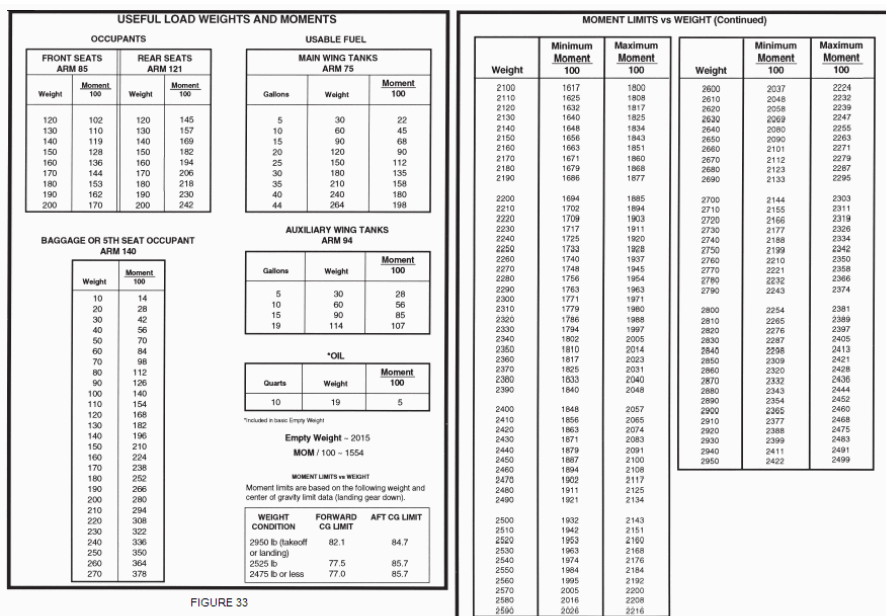 USEFUL LOAD WEIGHTS AND MOMENTS
OCCUPANTS
FRONT SEATS REAR SEATS
ARM 85 ARM 121
Weight Moment 100 Weight Moment 100
120 102 120 145
130 110 130 157
140 119 140 169
150 128 150 182
160 136 160 194
170 144 170 206
180 153 180 218
190 162 190 230
200 170 200 242
BAGGAGE OR 5TH SEAT OCCUPANT
ARM 140
Weight Moment 100
10 14
20 28
30 42
40 56
50 70
60 84
70 98
80 112
90 126
100 140
110 154
120 168
130 182
140 196
150 210
160 224
170 238
180 252
190 266
200 280
210 294
220 308
230 322
240 336
250 350
260 364
270 378
USABLE FUEL
MAIN WING TANKS
ARM 75
Gallons Weight Moment 100
5 30 22
10 60 45
15 90 68
20 120 90
25 150 112
30 180 135
35 210 158
40 240 180
44 264 198
AUXILIARY WING TANKS
ARM 94
Gallons Weight Moment 100
5 30 28
10 60 56
15 90 85
19 114 107
*OIL
Quarts Weight Moment 100
10 19 5
*Included in basic Empty Weight
Empty Weight ~ 2015
MOM / 100 ~ 1554
MOMENT LIMITS vs WEIGHT
Moment limits are based on the following weight and
center of gravity limit data (landing gear down).
WEIGHT FORWARD AFT CG LIMIT
CONDITION CG LIMIT
2950 lb (takeoff 82.1 84.7
or landing)
2525 lb 77.5 85.7
2475 lb or less 77.0 85.7
FIGURE 33
MOMENT LIMITS vs WEIGHT (Continued)
Weight Minimum Moment 100 Maximum Moment 100
2100 1617 1800
2110 1625 1808
2120 1632 1817
2130 1640 1825
2140 1648 1834
2150 1656 1843
2160 1663 1851
2170 1671 1860
2180 1679 1868
2190 1686 1877
2200 1694 1885
2210 1702 1894
2220 1709 1903
2230 1717 1911
2240 1725 1920
2250 1733 1928
2260 1740 1937
2270 1748 1945
2280 1756 1954
2290 1763 1963
2300 1771 1971
2310 1779 1980
2320 1786 1988
2330 1794 1997
2340 1802 2005
2350 1810 2014
2360 1817 2023
2370 1825 2031
2380 1833 2040
2390 1840 2048
2400 1848 2057
2410 1856 2065
2420 1863 2074
2430 1871 2083
2440 1879 2091
2450 1887 2100
2460 1894 2108
2470 1902 2117
2480 1911 2125
2490 1921 2134
2500 1932 2143
2510 1942 2151
2520 1953 2160
2530 1963 2168
2540 1974 2176
2550 1984 2184
2560 1995 2192
2570 2005 2200
2580 2016 2208
2590 2026 2216
Weight Minimum Moment 100 Maximum Moment 100
2600 2037 2224
2610 2048 2232
2620 2058 2239
2630 2069 2247
2640 2080 2255
2650 2090 2263
2660 2101 2271
2670 2112 2279
2680 2123 2287
2690 2133 2295
2700 2144 2303
2710 2155 2311
2720 2166 2319
2730 2177 2326
2740 2188 2334
2750 2199 2342
2760 2210 2350
2770 2221 2358
2780 2232 2366
2790 2243 2374
2800 2254 2381
2810 2265 2389
2820 2276 2397
2830 2287 2405
2840 2298 2413
2850 2309 2421
2860 2320 2428
2870 2332 2436
2880 2343 2444
2890 2354 2452
2900 2365 2460
2910 2377 2468
2920 2388 2475
2930 2399 2483
2940 2411 2491
2950 2422 2499